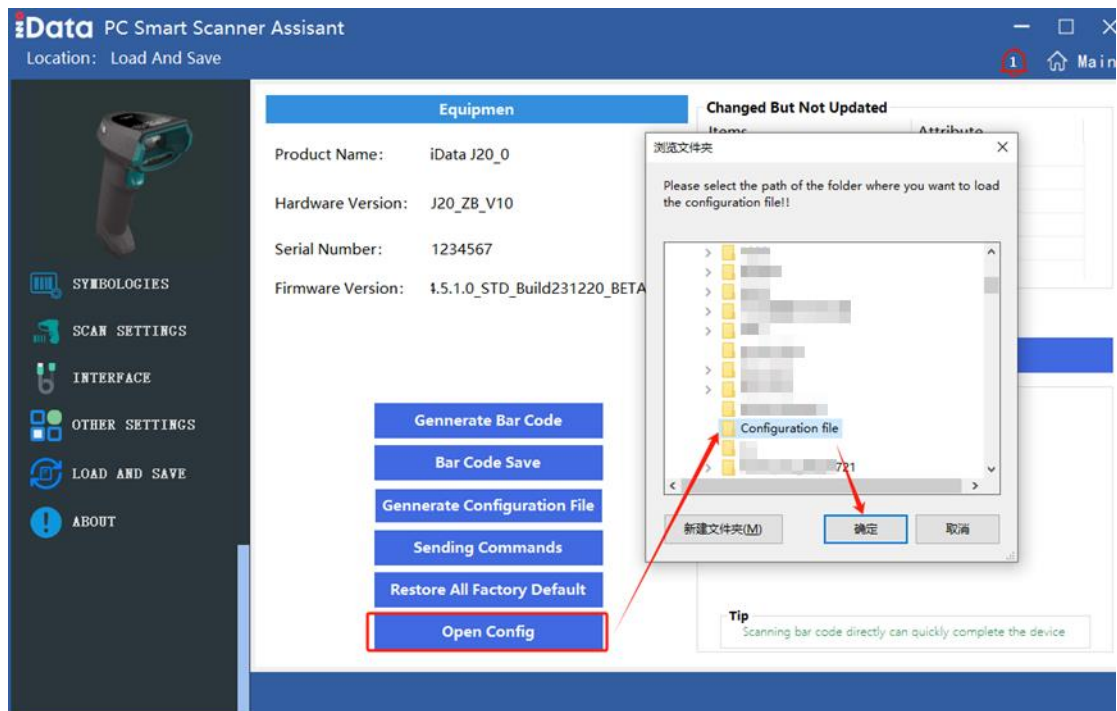 iData PC Smart Scanner Assisant
Location: Load And Save
1 Main
Equipmen
Product Name: iData J20_0
Hardware Version: J20_ZB_V10
Serial Number: 1234567
Firmware Version: 4.5.1.0_STD_Build231220_BETA
SYMBOLOGIES
SCAN SETTINGS
INTERFACE
OTHER SETTINGS
LOAD AND SAVE
ABOUT
Gennerate Bar Code
Bar Code Save
Gennerate Configuration File
Sending Commands
Restore All Factory Default
Open Config
Changed But Not Updated
Items Attribute
浏览文件夹
Please select the path of the folder where you want to load
the configuration file!!
Configuration file
721
新建文件夹(M) 确定 取消
Tip
Scanning bar code directly can quickly complete the device